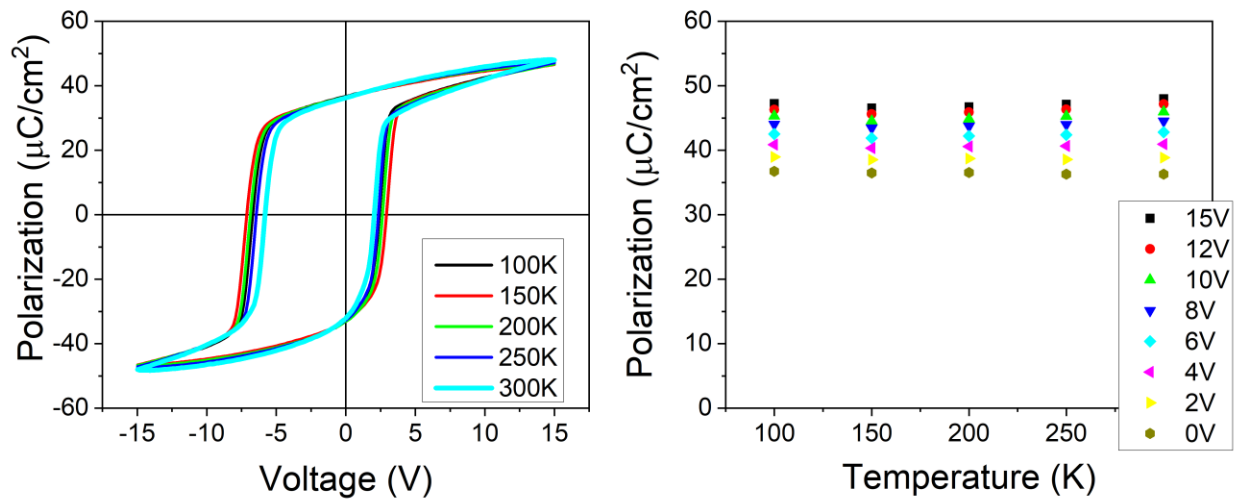 60
40
20
0
-20
-40
-60
Polarization (μC/cm²)
-15 -10 -5 0 5 10 15
Voltage (V)
100K
150K
200K
250K
300K
60
50
40
30
20
10
0
Polarization (μC/cm²)
100 150 200 250
Temperature (K)
15V
12V
10V
8V
6V
4V
2V
0V